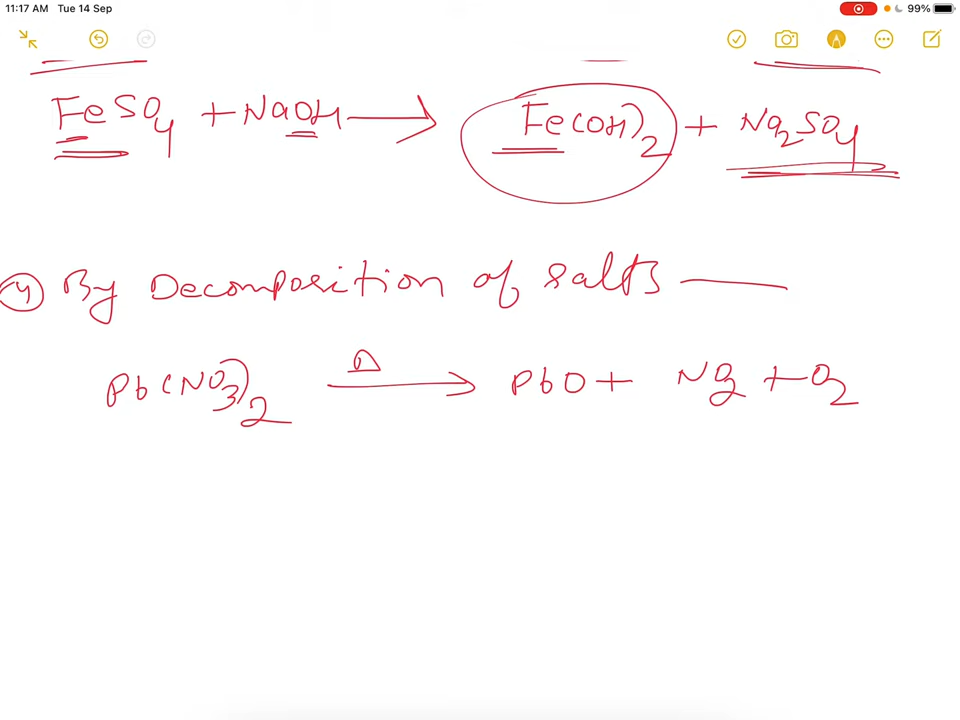 11:17 AM Tue 14 Sep 99%
FeSO4 + NaOH → Fe(OH)2 + Na2SO4
(4) By Decomposition of salts —
Pb(NO3)2 Δ→ PbO + NO2 + O2